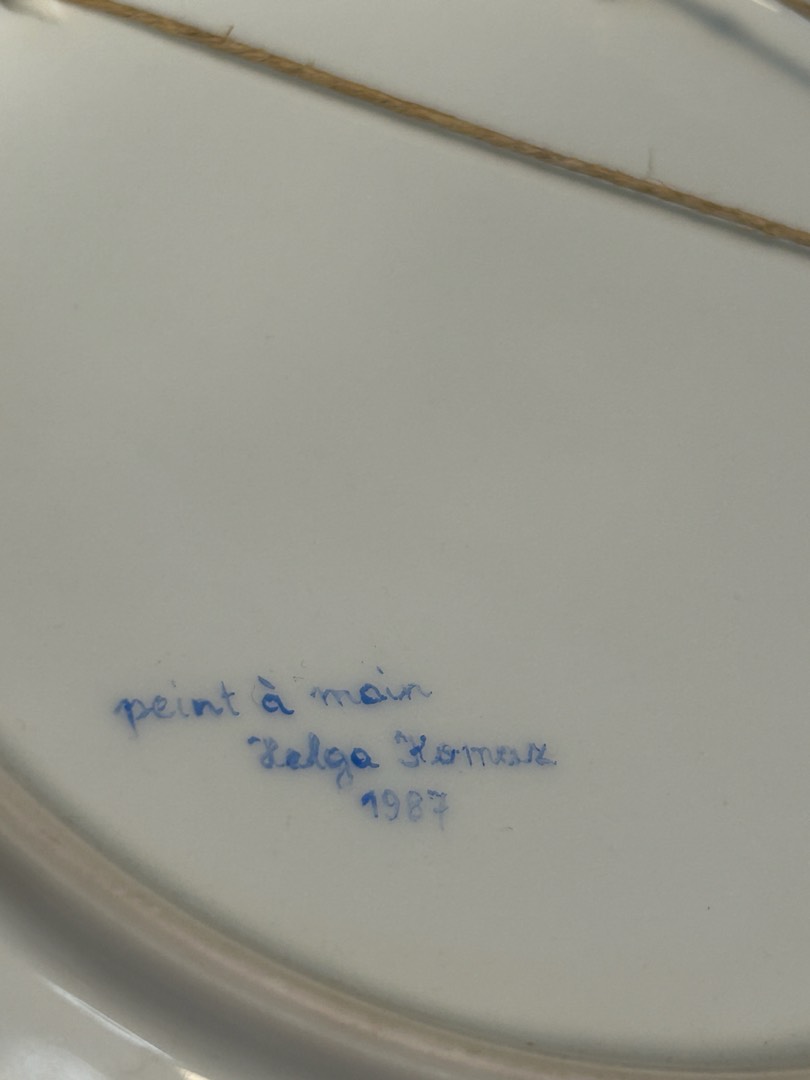 peint à main
Helga
1987